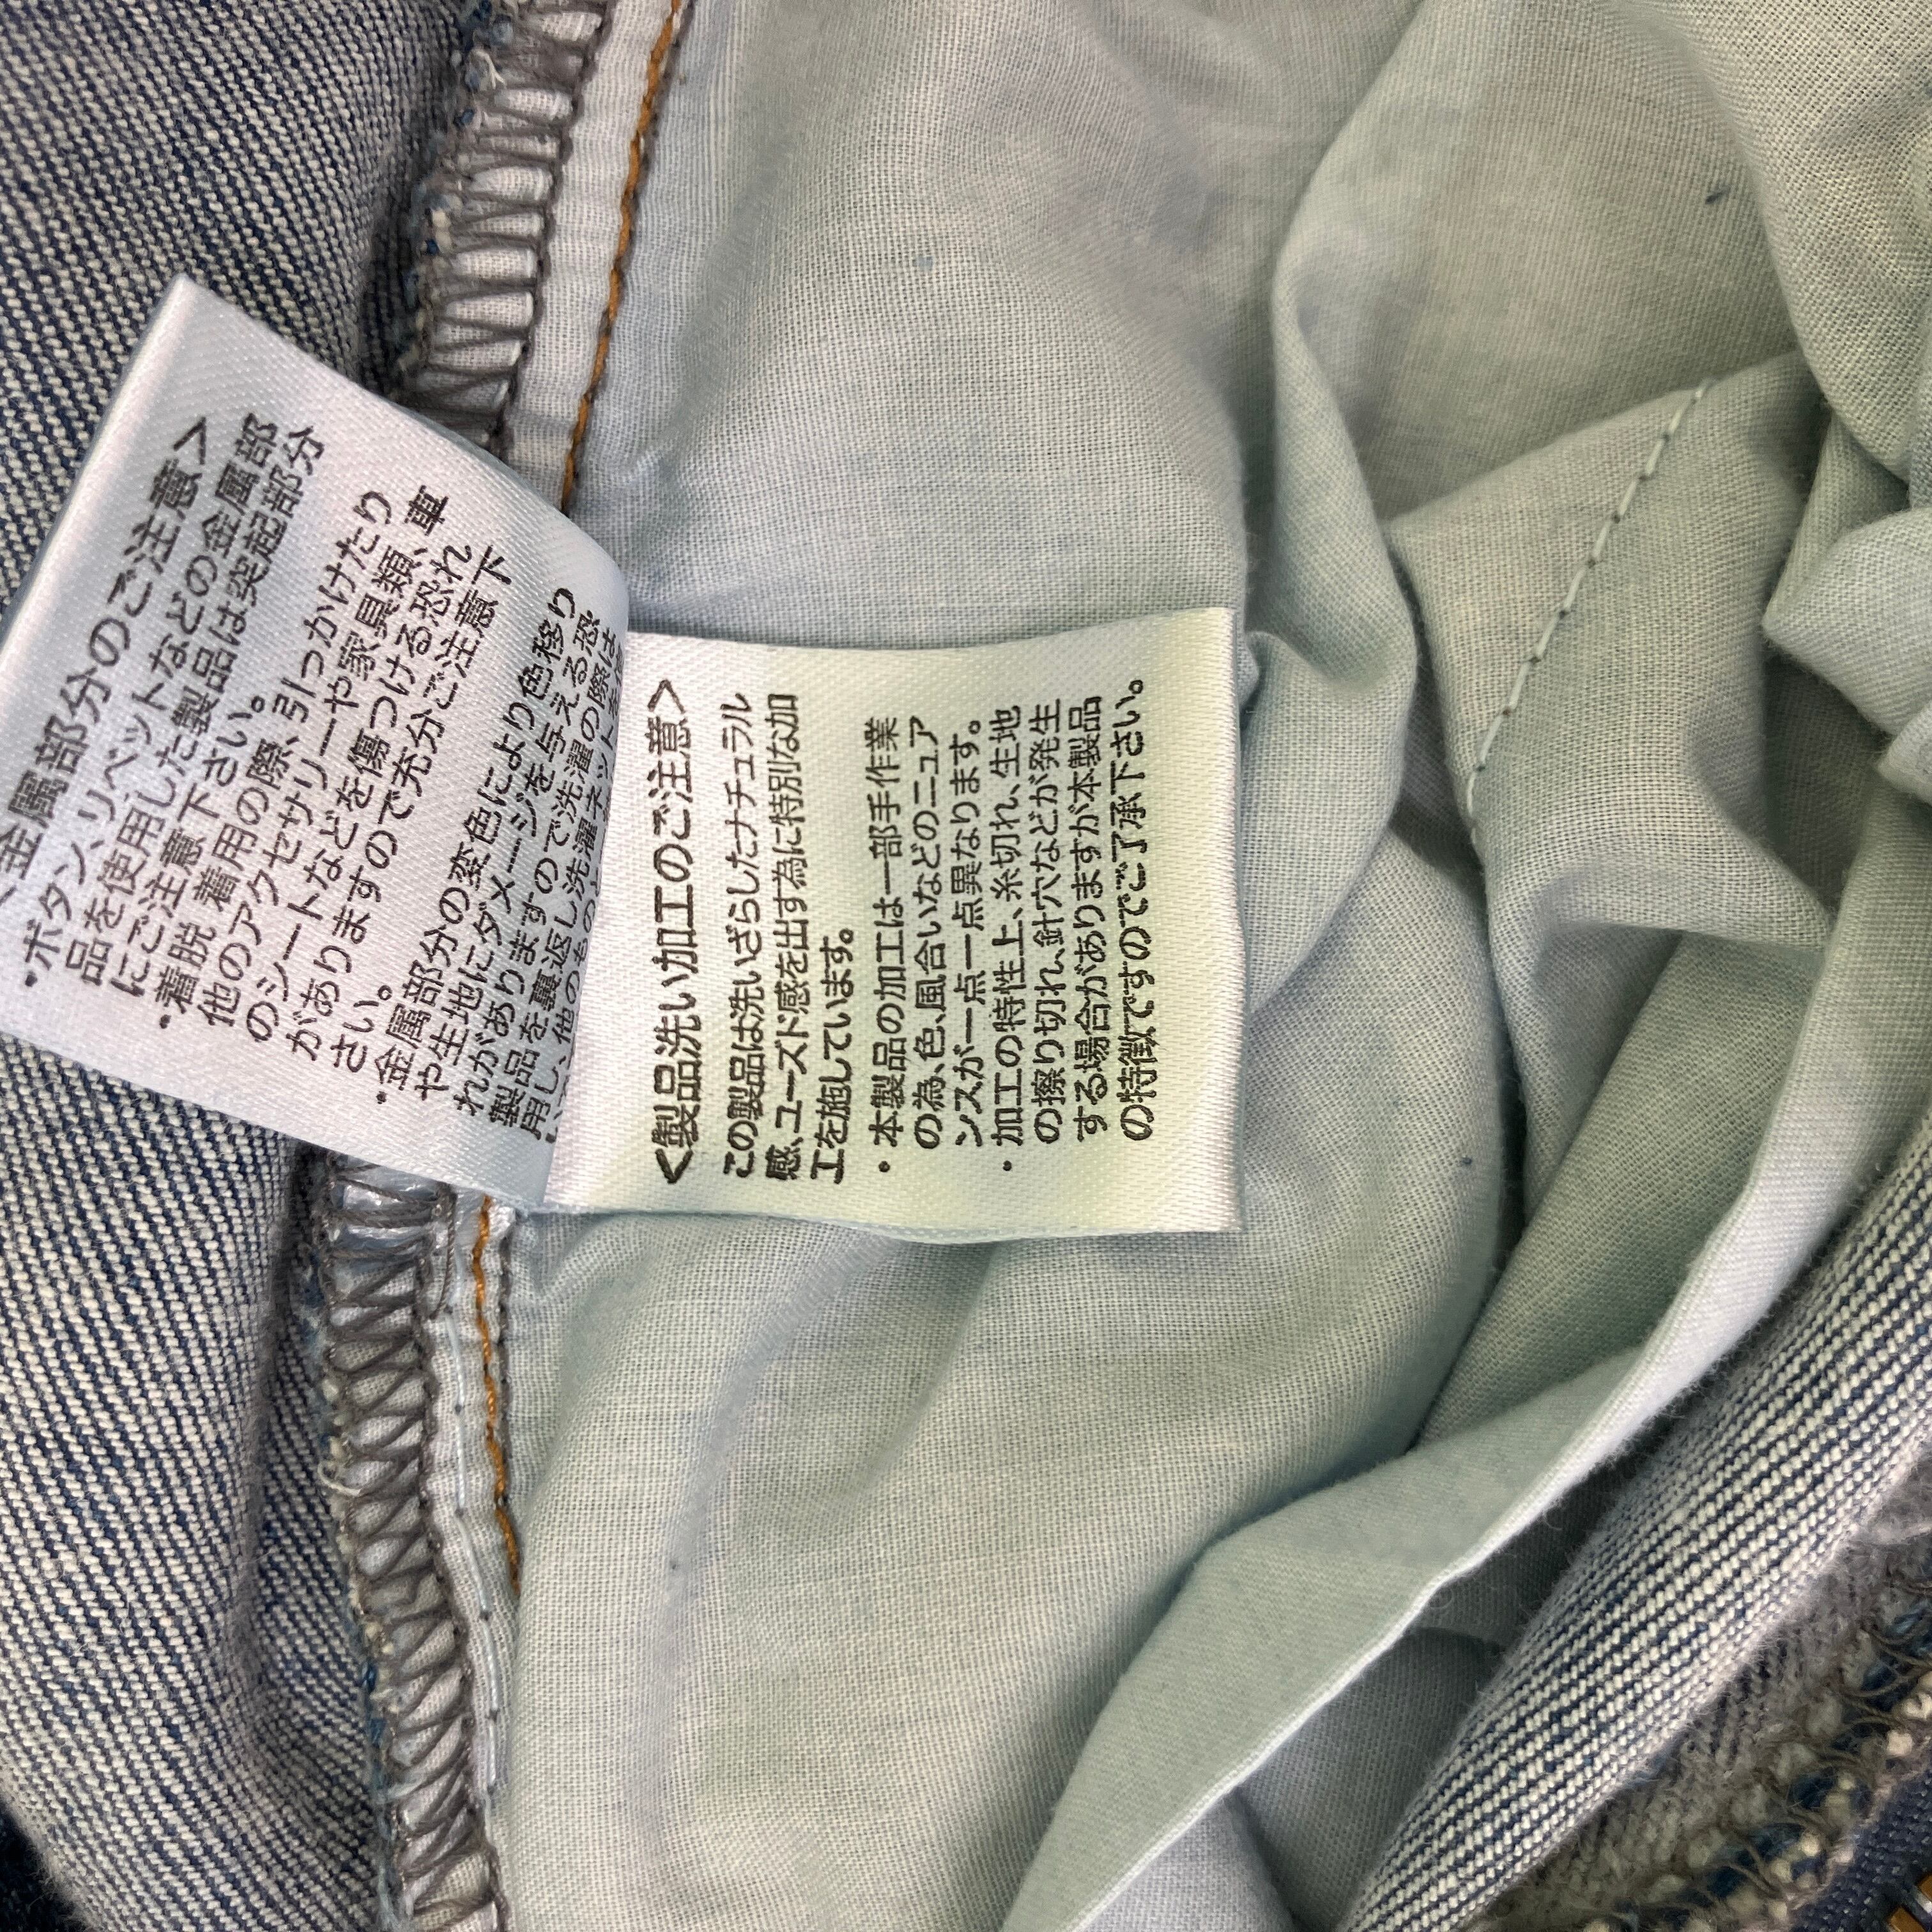 ＜金属部分のご注意＞
・ボタン、リベットなどの金属部
品を使用した製品は突起部分
にご注意下さい。
・着脱 着用の際、引っかけたり
他のアクセサリーや家具類、車
のシートなどを傷つける恐れ
がありますので充分ご注意下
さい。
・金属部分の変色により色移り
や生地にダメージを与える恐
れがありますので洗濯の際は
製品を裏返し洗濯ネット
用し、他のもの
＜製品洗い加工のご注意＞
この製品は洗いざらしたナチュラル
感、ユーズド感を出す為に特別な加
工を施しています。
・本製品の加工は一部手作業
の為、色、風合いなどのニュア
ンスが一点一点異なります。
・加工の特性上、糸切れ、生地
の擦り切れ、針穴などが発生
する場合がありますが本製品
の特徴ですのでご了承下さい。